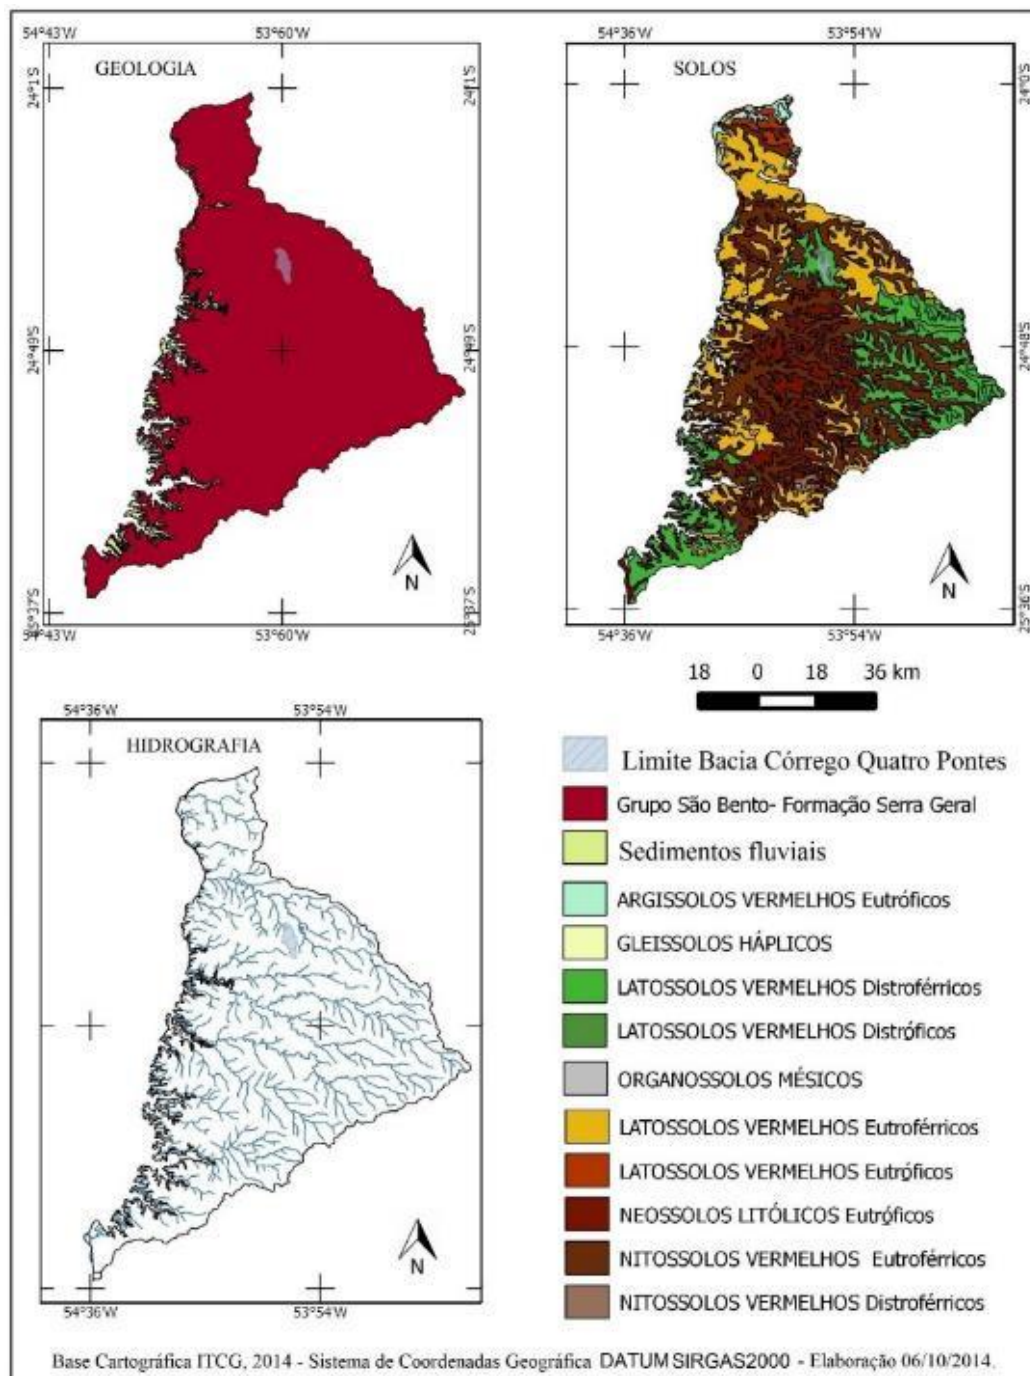 54°43'W 53°60'W
GEOLOGIA
24°1'S 24°1'S
24°49'S 24°49'S
N
25°37'S
54°43'W 53°60'W
54°36'W 53°54'W
SOLOS
24°0'S
24°48'S
N
25°36'S
54°36'W 53°54'W
18 0 18 36 km
54°36'W 53°54'W
HIDROGRAFIA
N
54°36'W 53°54'W
Limite Bacia Córrego Quatro Pontes
Grupo São Bento- Formação Serra Geral
Sedimentos fluviais
ARGISSOLOS VERMELHOS Eutróficos
GLEISSOLOS HÁPLICOS
LATOSSOLOS VERMELHOS Distroférricos
LATOSSOLOS VERMELHOS Distróficos
ORGANOSSOLOS MÉSICOS
LATOSSOLOS VERMELHOS Eutroférricos
LATOSSOLOS VERMELHOS Eutróficos
NEOSSOLOS LITÓLICOS Eutróficos
NITOSSOLOS VERMELHOS Eutroférricos
NITOSSOLOS VERMELHOS Distroférricos
Base Cartográfica ITCG, 2014 - Sistema de Coordenadas Geográfica DATUM SIRGAS2000 - Elaboração 06/10/2014.